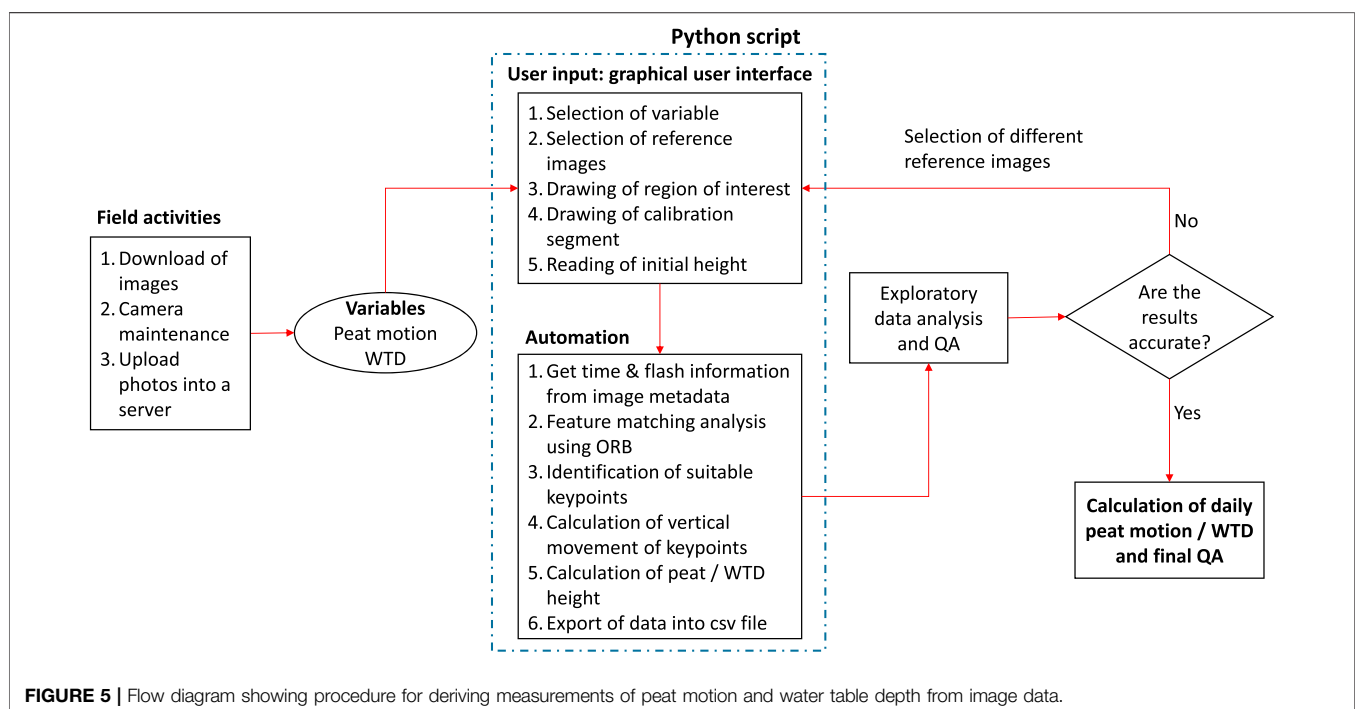 Python script
Field activities
1. Download of
images
2. Camera
maintenance
3. Upload
photos into a
server
Variables
Peat motion
WTD
User input: graphical user interface
1. Selection of variable
2. Selection of reference
images
3. Drawing of region of interest
4. Drawing of calibration
segment
5. Reading of initial height
Automation
1. Get time & flash information
from image metadata
2. Feature matching analysis
using ORB
3. Identification of suitable
keypoints
4. Calculation of vertical
movement of keypoints
5. Calculation of peat / WTD
height
6. Export of data into csv file
Exploratory
data analysis
and QA
Are the
results
accurate?
No
Selection of different
reference images
Yes
Calculation of daily
peat motion / WTD
and final QA
FIGURE 5 | Flow diagram showing procedure for deriving measurements of peat motion and water table depth from image data.